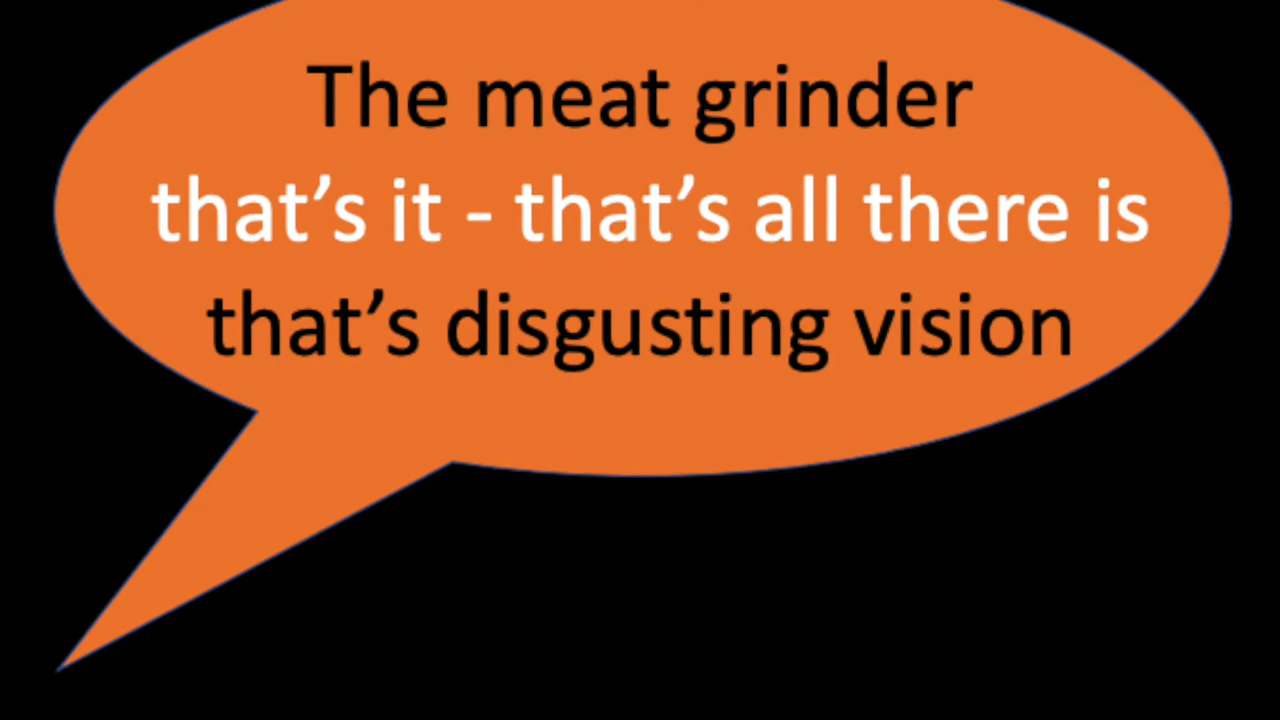 The meat grinder
that’s it - that’s all there is
that’s disgusting vision